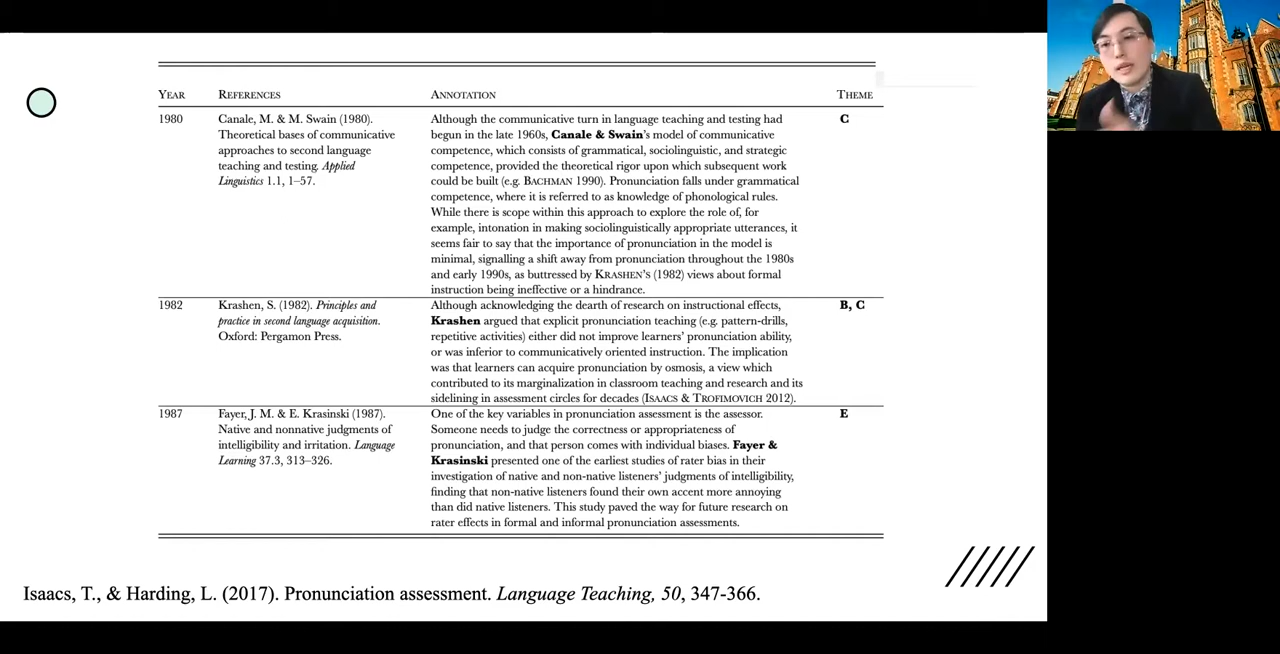 YEAR REFERENCES ANNOTATION THEME
1980 Canale, M. & M. Swain (1980).
Theoretical bases of communicative
approaches to second language
teaching and testing. Applied
Linguistics 1.1, 1–57.
Although the communicative turn in language teaching and testing had
begun in the late 1960s, Canale & Swain's model of communicative
competence, which consists of grammatical, sociolinguistic, and strategic
competence, provided the theoretical rigor upon which subsequent work
could be built (e.g. BACHMAN 1990). Pronunciation falls under grammatical
competence, where it is referred to as knowledge of phonological rules.
While there is scope within this approach to explore the role of, for
example, intonation in making sociolinguistically appropriate utterances, it
seems fair to say that the importance of pronunciation in the model is
minimal, signalling a shift away from pronunciation throughout the 1980s
and early 1990s, as buttressed by KRASHEN'S (1982) views about formal
instruction being ineffective or a hindrance.
C
1982 Krashen, S. (1982). Principles and
practice in second language acquisition.
Oxford: Pergamon Press.
Although acknowledging the dearth of research on instructional effects,
Krashen argued that explicit pronunciation teaching (e.g. pattern-drills,
repetitive activities) either did not improve learners' pronunciation ability,
or was inferior to communicatively oriented instruction. The implication
was that learners can acquire pronunciation by osmosis, a view which
contributed to its marginalization in classroom teaching and research and its
sidelining in assessment circles for decades (ISAACS & TROFIMOVICH 2012).
B, C
1987 Fayer, J. M. & E. Krasinski (1987).
Native and nonnative judgments of
intelligibility and irritation. Language
Learning 37.3, 313–326.
One of the key variables in pronunciation assessment is the assessor.
Someone needs to judge the correctness or appropriateness of
pronunciation, and that person comes with individual biases. Fayer &
Krasinski presented one of the earliest studies of rater bias in their
investigation of native and non-native listeners' judgments of intelligibility,
finding that non-native listeners found their own accent more annoying
than did native listeners. This study paved the way for future research on
rater effects in formal and informal pronunciation assessments.
E
Isaacs, T., & Harding, L. (2017). Pronunciation assessment. Language Teaching, 50, 347-366.